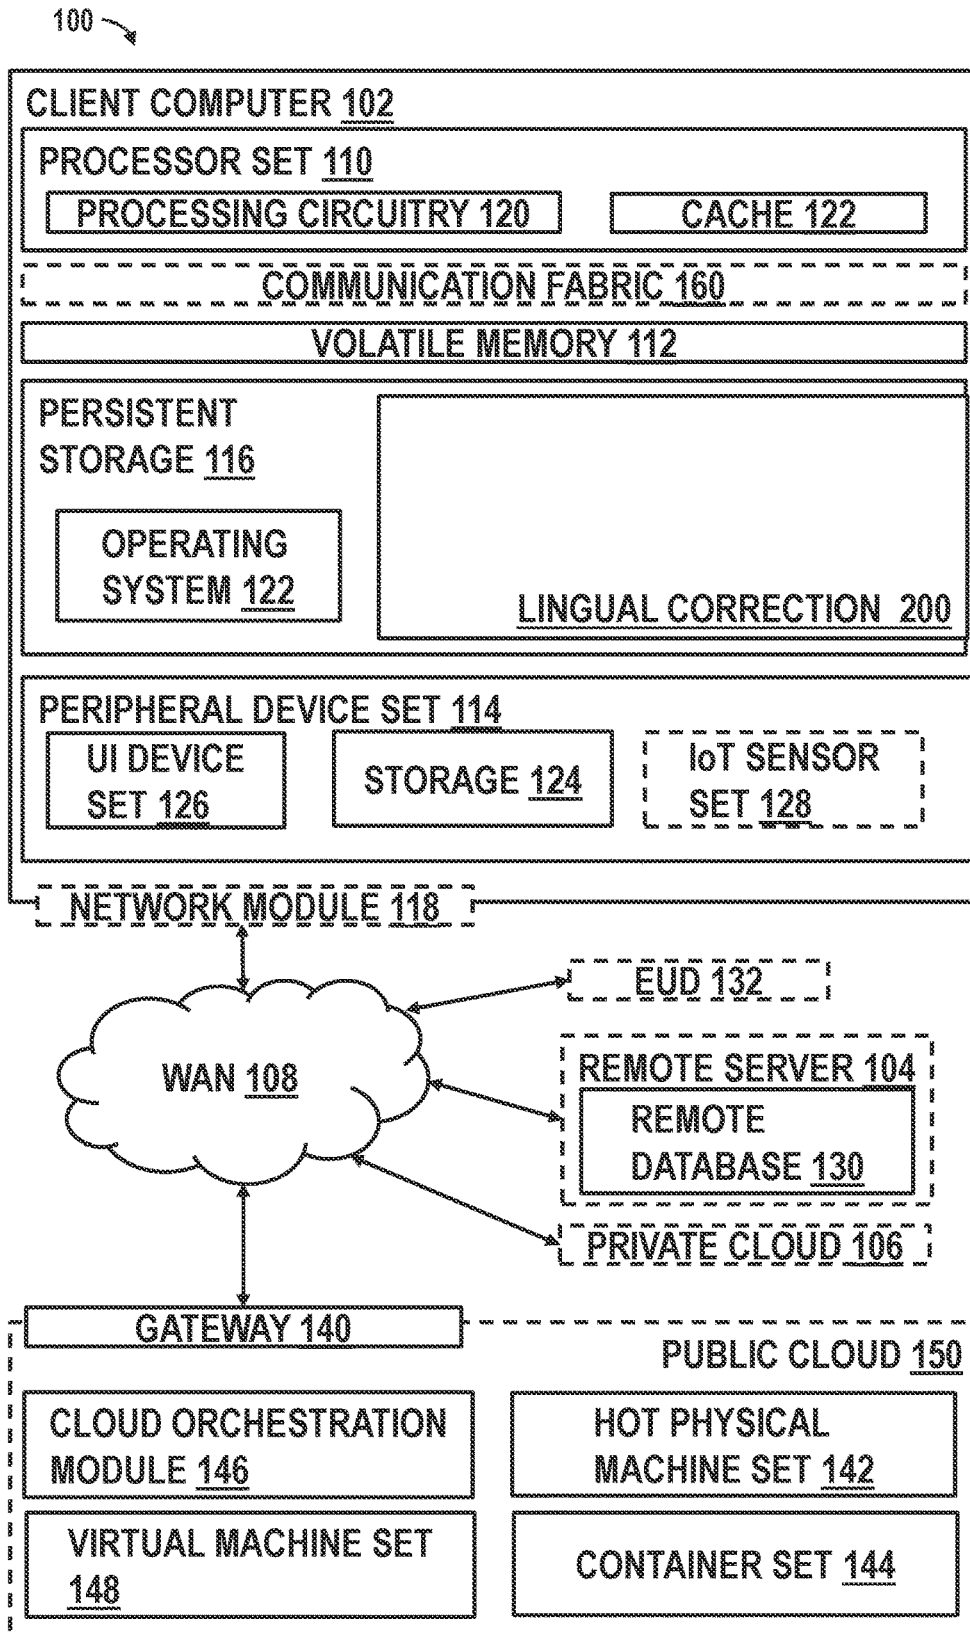 100
CLIENT COMPUTER 102
PROCESSOR SET 110
PROCESSING CIRCUITRY 120
CACHE 122
COMMUNICATION FABRIC 160
VOLATILE MEMORY 112
PERSISTENT
STORAGE 116
OPERATING
SYSTEM 122
LINGUAL CORRECTION 200
PERIPHERAL DEVICE SET 114
UI DEVICE
SET 126
STORAGE 124
IoT SENSOR
SET 128
NETWORK MODULE 118
EUD 132
WAN 108
REMOTE SERVER 104
REMOTE
DATABASE 130
PRIVATE CLOUD 106
GATEWAY 140
PUBLIC CLOUD 150
CLOUD ORCHESTRATION
MODULE 146
HOT PHYSICAL
MACHINE SET 142
VIRTUAL MACHINE SET
148
CONTAINER SET 144